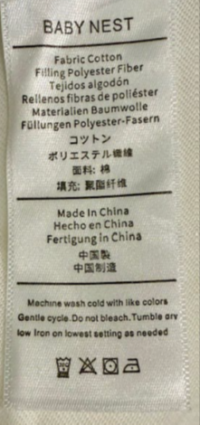 BABY NEST
Fabric Cotton
Filling Polyester Fiber
Tejidos algodón
Rellenos fibras de poliéster
Materialien Baumwolle
Füllungen Polyester-Fasern
コットン
ポリエステル繊維
面料: 棉
填充: 聚酯纤维
Made In China
Hecho en China
Fertigung in China
中国製
中国制造
Machine wash cold with like colors
Gentle cycle.Do not bleach.Tumble dry
low Iron on lowest setting as needed